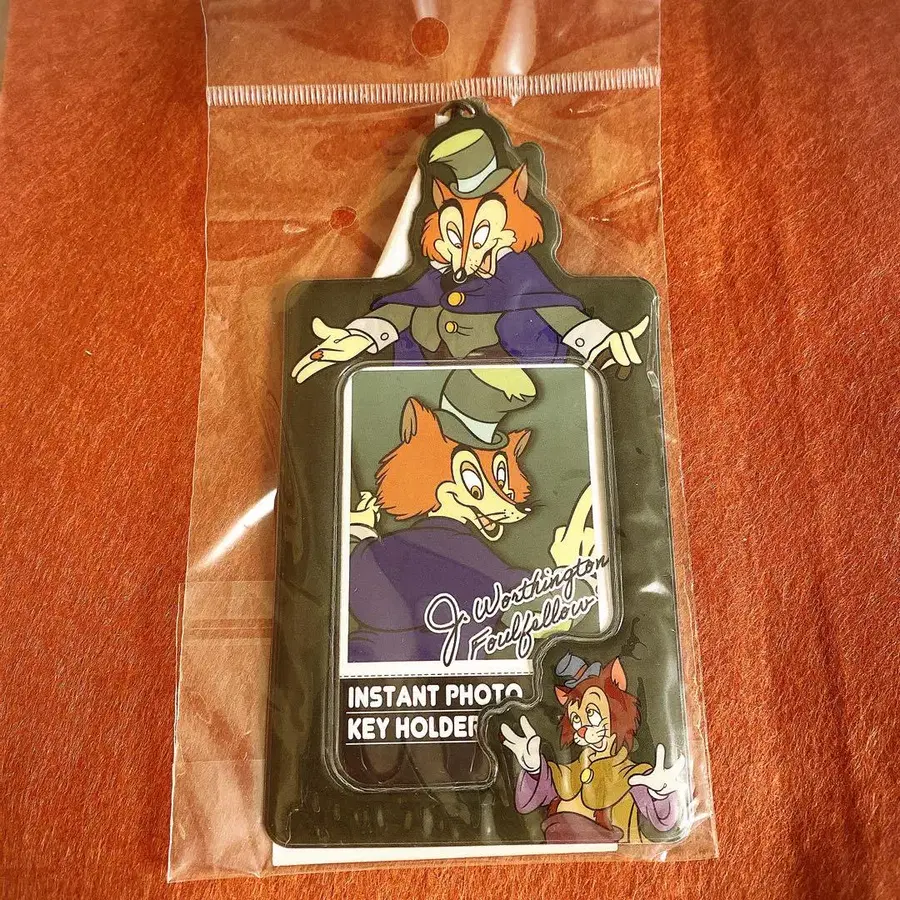 J. Worthington
Foulfellow
INSTANT PHOTO
KEY HOLDER